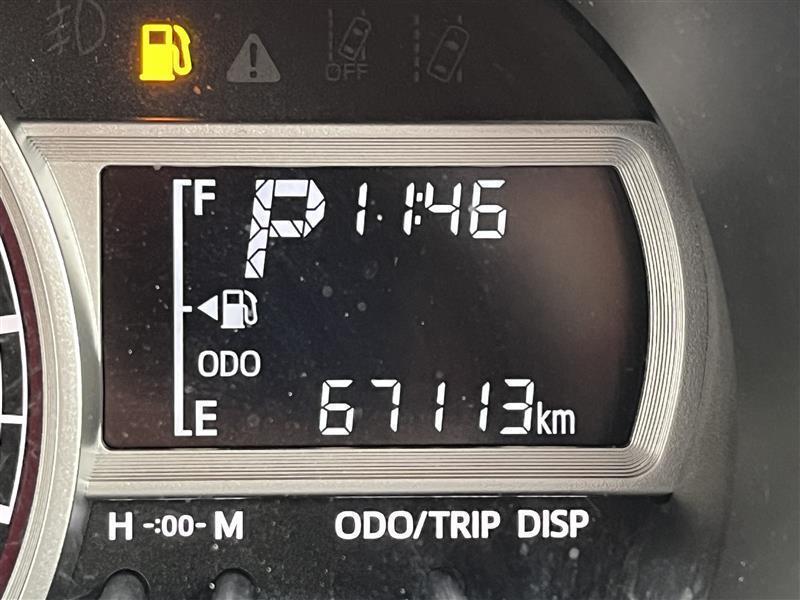 OFF
F P 11:46
ODO
E 67113km
H -:00- M ODO/TRIP DISP